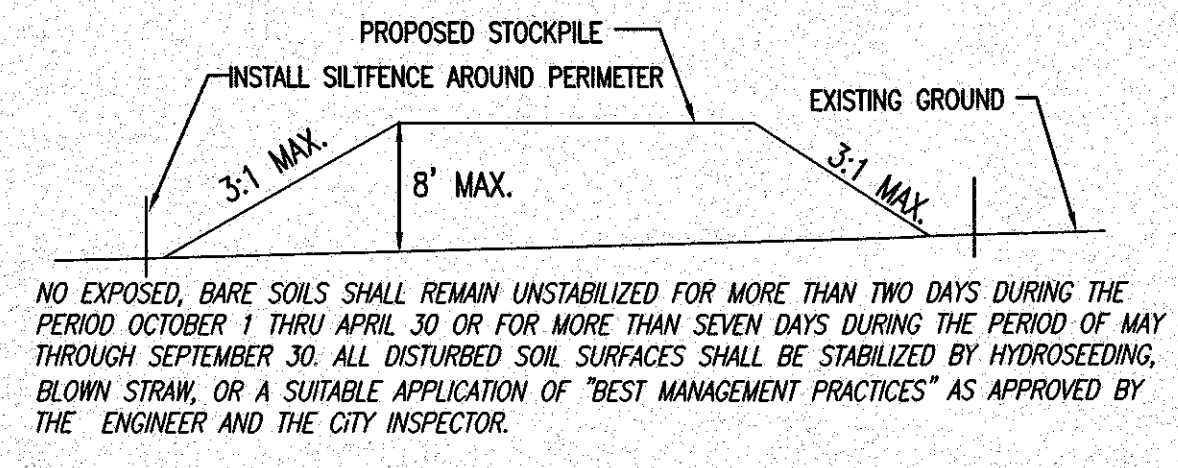 PROPOSED STOCKPILE
INSTALL SILTFENCE AROUND PERIMETER
EXISTING GROUND
3:1 MAX.
8' MAX.
3:1 MAX.
NO EXPOSED, BARE SOILS SHALL REMAIN UNSTABILIZED FOR MORE THAN TWO DAYS DURING THE
PERIOD OCTOBER 1 THRU APRIL 30 OR FOR MORE THAN SEVEN DAYS DURING THE PERIOD OF MAY
THROUGH SEPTEMBER 30. ALL DISTURBED SOIL SURFACES SHALL BE STABILIZED BY HYDROSEEDING,
BLOWN STRAW, OR A SUITABLE APPLICATION OF "BEST MANAGEMENT PRACTICES" AS APPROVED BY
THE ENGINEER AND THE CiTY INSPECTOR.